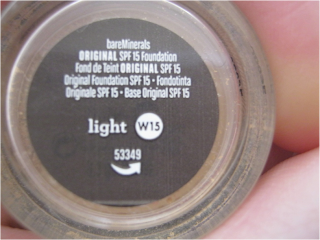 bareMinerals
ORIGINAL SPF 15 Foundation
Fond de Teint ORIGINAL SPF 15
Original Foundation SPF 15 • Fondotinta
Originale SPF 15 • Base Original SPF 15
light W15
53349